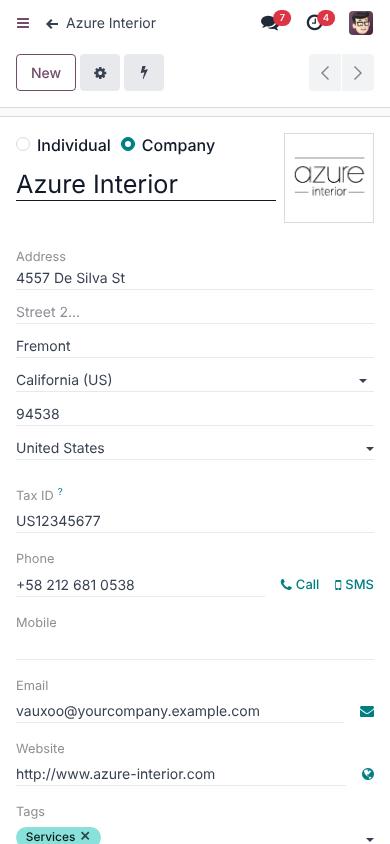 Azure Interior
7
4
New
Individual
Company
Azure Interior
azure
interior
Address
4557 De Silva St
Street 2...
Fremont
California (US)
94538
United States
Tax ID ?
US12345677
Phone
+58 212 681 0538
Call
SMS
Mobile
Email
vauxoo@yourcompany.example.com
Website
http://www.azure-interior.com
Tags
Services ✕